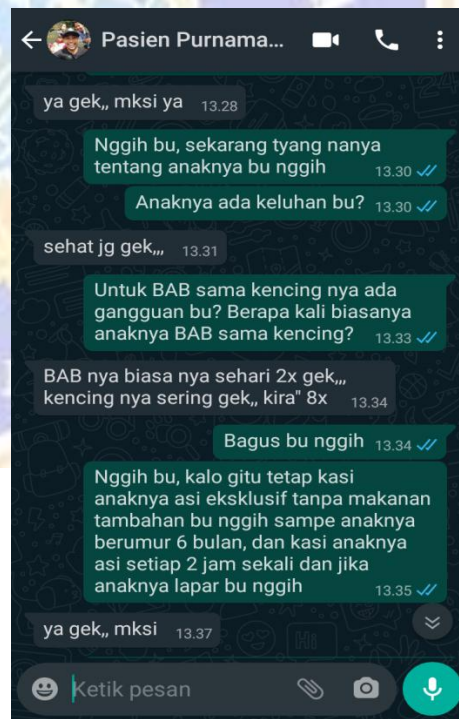 Pasien Purnama...
ya gek,, mksi ya 13.28
Nggih bu, sekarang tyang nanya
tentang anaknya bu nggih 13.30
Anaknya ada keluhan bu? 13.30
sehat jg gek,,, 13.31
Untuk BAB sama kencing nya ada
gangguan bu? Berapa kali biasanya
anaknya BAB sama kencing? 13.33
BAB nya biasa nya sehari 2x gek,,,
kencing nya sering gek,, kira" 8x 13.34
Bagus bu nggih 13.34
Nggih bu, kalo gitu tetap kasi
anaknya asi eksklusif tanpa makanan
tambahan bu nggih sampe anaknya
berumur 6 bulan, dan kasi anaknya
asi setiap 2 jam sekali dan jika
anaknya lapar bu nggih 13.35
ya gek,, mksi 13.37
Ketik pesan